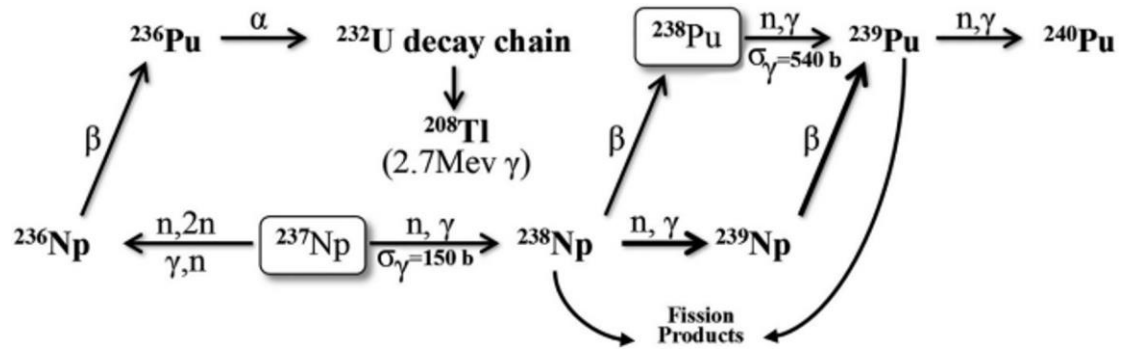 ²³⁶Pu α ²³²U decay chain ²³⁸Pu n,γ ²³⁹Pu n,γ ²⁴⁰Pu
σγ=540 b
²⁰⁸Tl
(2.7Mev γ)
β β β
²³⁶Np n,2n ²³⁷Np n, γ ²³⁸Np n, γ ²³⁹Np
γ,n σγ=150 b
Fission
Products